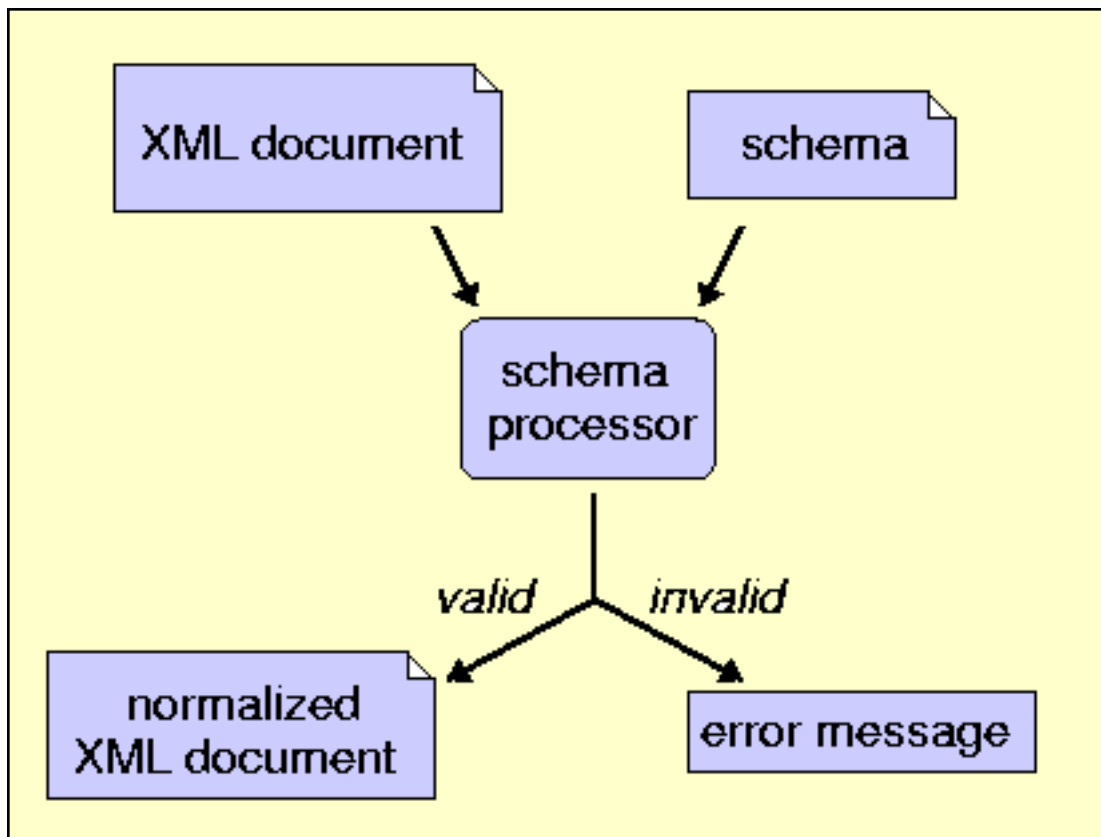 XML document
schema
schema
processor
valid
invalid
normalized
XML document
error message